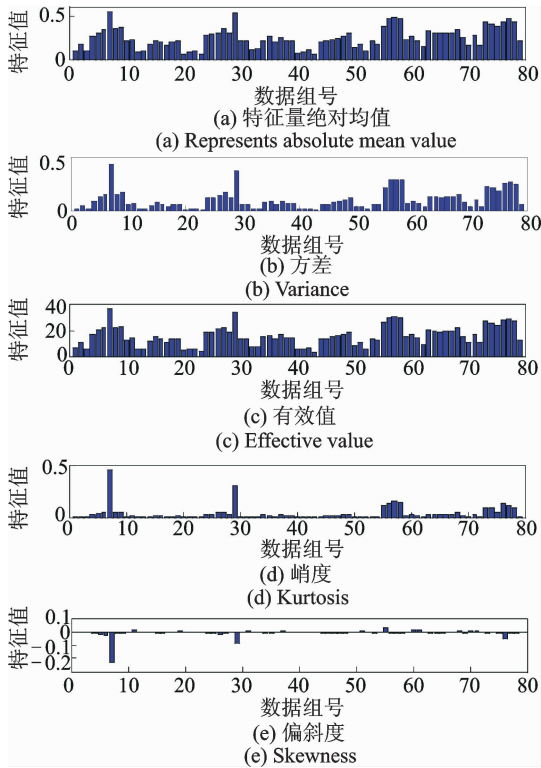 特征值
0.5
0
0 10 20 30 40 50 60 70 80
数据组号
(a) 特征量绝对均值
(a) Represents absolute mean value
特征值
0.5
0
0 10 20 30 40 50 60 70 80
数据组号
(b) 方差
(b) Variance
特征值
40
20
0
0 10 20 30 40 50 60 70 80
数据组号
(c) 有效值
(c) Effective value
特征值
0.5
0
0 10 20 30 40 50 60 70 80
数据组号
(d) 峭度
(d) Kurtosis
特征值
0.1
0
−0.1
−0.2
0 10 20 30 40 50 60 70 80
数据组号
(e) 偏斜度
(e) Skewness